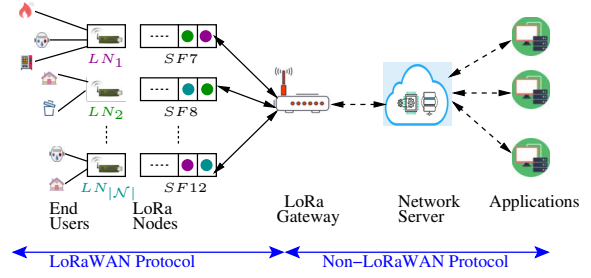 LN1 SF7
LN2 SF8
LN|N| SF12
End Users
LoRa Nodes
LoRa Gateway
Network Server
Applications
LoRaWAN Protocol
Non−LoRaWAN Protocol